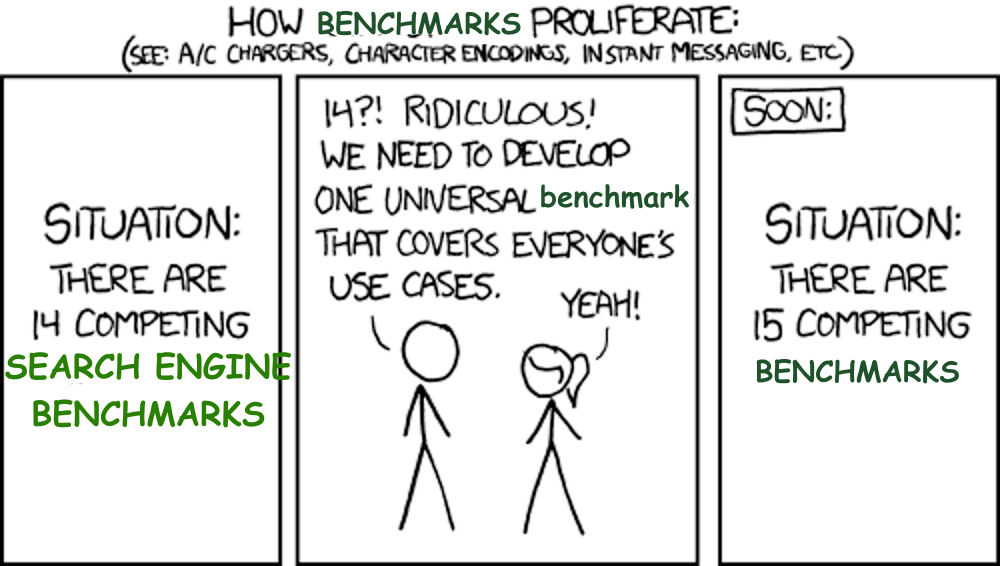 HOW BENCHMARKS PROLIFERATE:
(SEE: A/C CHARGERS, CHARACTER ENCODINGS, INSTANT MESSAGING, ETC.)
SITUATION:
THERE ARE
14 COMPETING
SEARCH ENGINE
BENCHMARKS
14?! RIDICULOUS!
WE NEED TO DEVELOP
ONE UNIVERSAL benchmark
THAT COVERS EVERYONE'S
USE CASES.
YEAH!
SOON:
SITUATION:
THERE ARE
15 COMPETING
BENCHMARKS